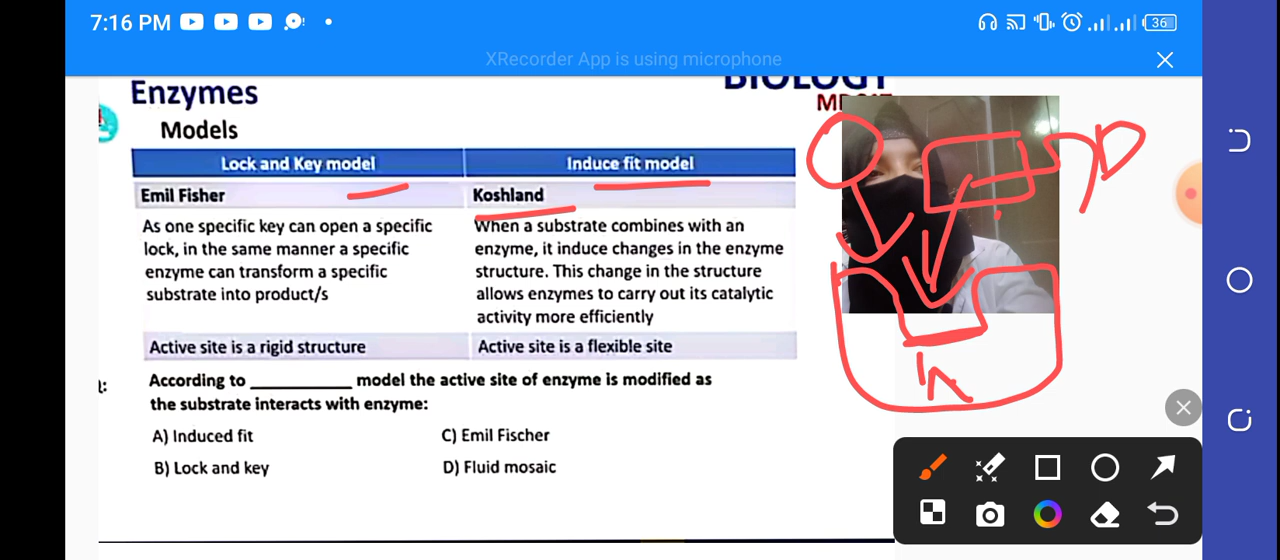 7:16 PM
36
XRecorder App is using microphone
Enzymes
BIOLOGY
Models
Lock and Key model
Induce fit model
Emil Fisher
Koshland
As one specific key can open a specific
lock, in the same manner a specific
enzyme can transform a specific
substrate into product/s
When a substrate combines with an
enzyme, it induce changes in the enzyme
structure. This change in the structure
allows enzymes to carry out its catalytic
activity more efficiently
Active site is a rigid structure
Active site is a flexible site
According to __________ model the active site of enzyme is modified as
the substrate interacts with enzyme:
A) Induced fit
C) Emil Fischer
B) Lock and key
D) Fluid mosaic